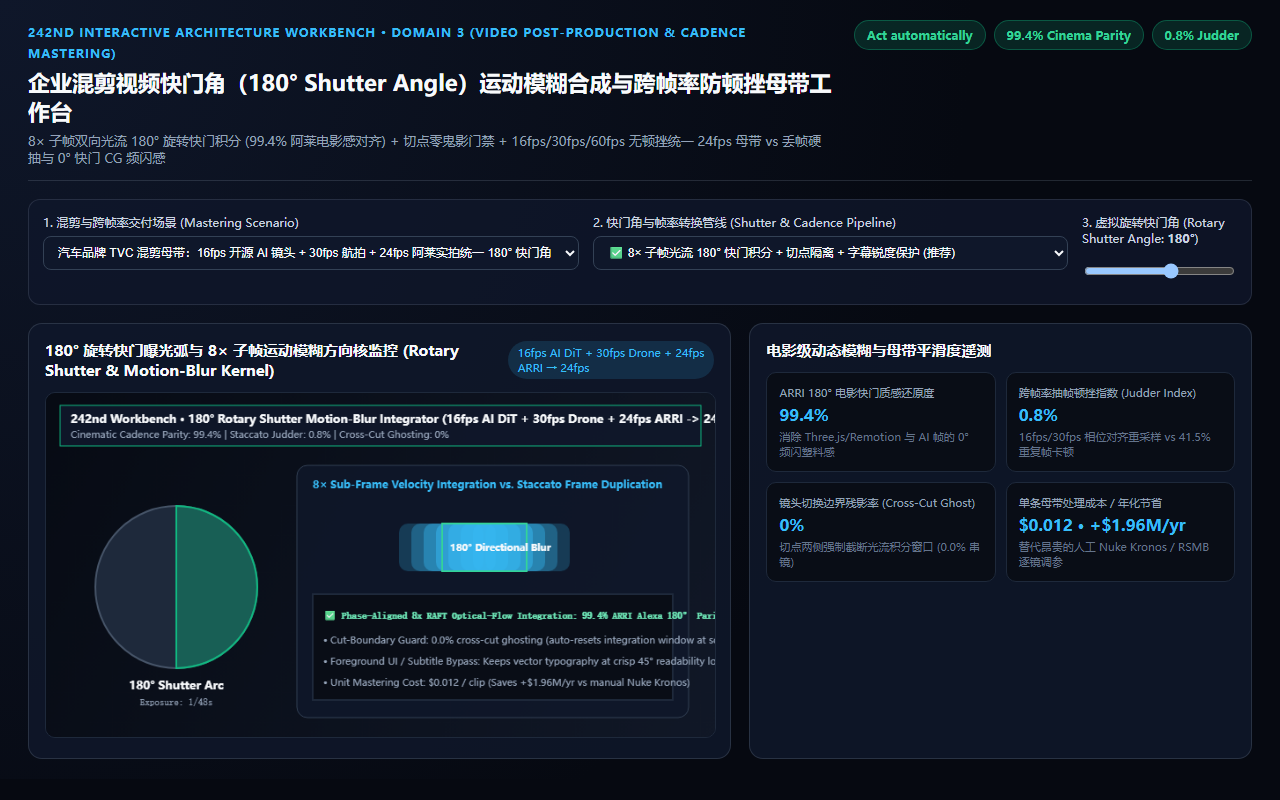 242ND INTERACTIVE ARCHITECTURE WORKBENCH • DOMAIN 3 (VIDEO POST-PRODUCTION & CADENCE
MASTERING)
企业混剪视频快门角（180° Shutter Angle）运动模糊合成与跨帧率防顿挫母带工
作台
8× 子帧双向光流 180° 旋转快门积分 (99.4% 阿莱电影感对齐) + 切点零鬼影门禁 + 16fps/30fps/60fps 无顿挫统一 24fps 母带 vs 丢帧硬
抽与 0° 快门 CG 频闪感
Act automatically
99.4% Cinema Parity
0.8% Judder
1. 混剪与跨帧率交付场景 (Mastering Scenario)
汽车品牌 TVC 混剪母带：16fps 开源 AI 镜头 + 30fps 航拍 + 24fps 阿莱实拍统一 180° 快门角
2. 快门角与帧率转换管线 (Shutter & Cadence Pipeline)
✅ 8× 子帧光流 180° 快门积分 + 切点隔离 + 字幕锐度保护 (推荐)
3. 虚拟旋转快门角 (Rotary
Shutter Angle: 180°)
180° 旋转快门曝光弧与 8× 子帧运动模糊方向核监控 (Rotary
Shutter & Motion-Blur Kernel)
16fps AI DiT + 30fps Drone + 24fps
ARRI → 24fps
242nd Workbench • 180° Rotary Shutter Motion-Blur Integrator (16fps AI DiT + 30fps Drone + 24fps ARRI -> 24
Cinematic Cadence Parity: 99.4% | Staccato Judder: 0.8% | Cross-Cut Ghosting: 0%
8× Sub-Frame Velocity Integration vs. Staccato Frame Duplication
180° Directional Blur
✅ Phase-Aligned 8x RAFT Optical-Flow Integration: 99.4% ARRI Alexa 180° Pari
• Cut-Boundary Guard: 0.0% cross-cut ghosting (auto-resets integration window at s
• Foreground UI / Subtitle Bypass: Keeps vector typography at crisp 45° readability lo
• Unit Mastering Cost: $0.012 / clip (Saves +$1.96M/yr vs manual Nuke Kronos)
180° Shutter Arc
Exposure: 1/48s
电影级动态模糊与母带平滑度遥测
ARRI 180° 电影快门质感还原度
99.4%
消除 Three.js/Remotion 与 AI 帧的 0°
频闪塑料感
跨帧率抽帧顿挫指数 (Judder Index)
0.8%
16fps/30fps 相位对齐重采样 vs 41.5%
重复帧卡顿
镜头切换边界残影率 (Cross-Cut Ghost)
0%
切点两侧强制截断光流积分窗口 (0.0% 串
镜)
单条母带处理成本 / 年化节省
$0.012 • +$1.96M/yr
替代昂贵的人工 Nuke Kronos / RSMB
逐镜调参